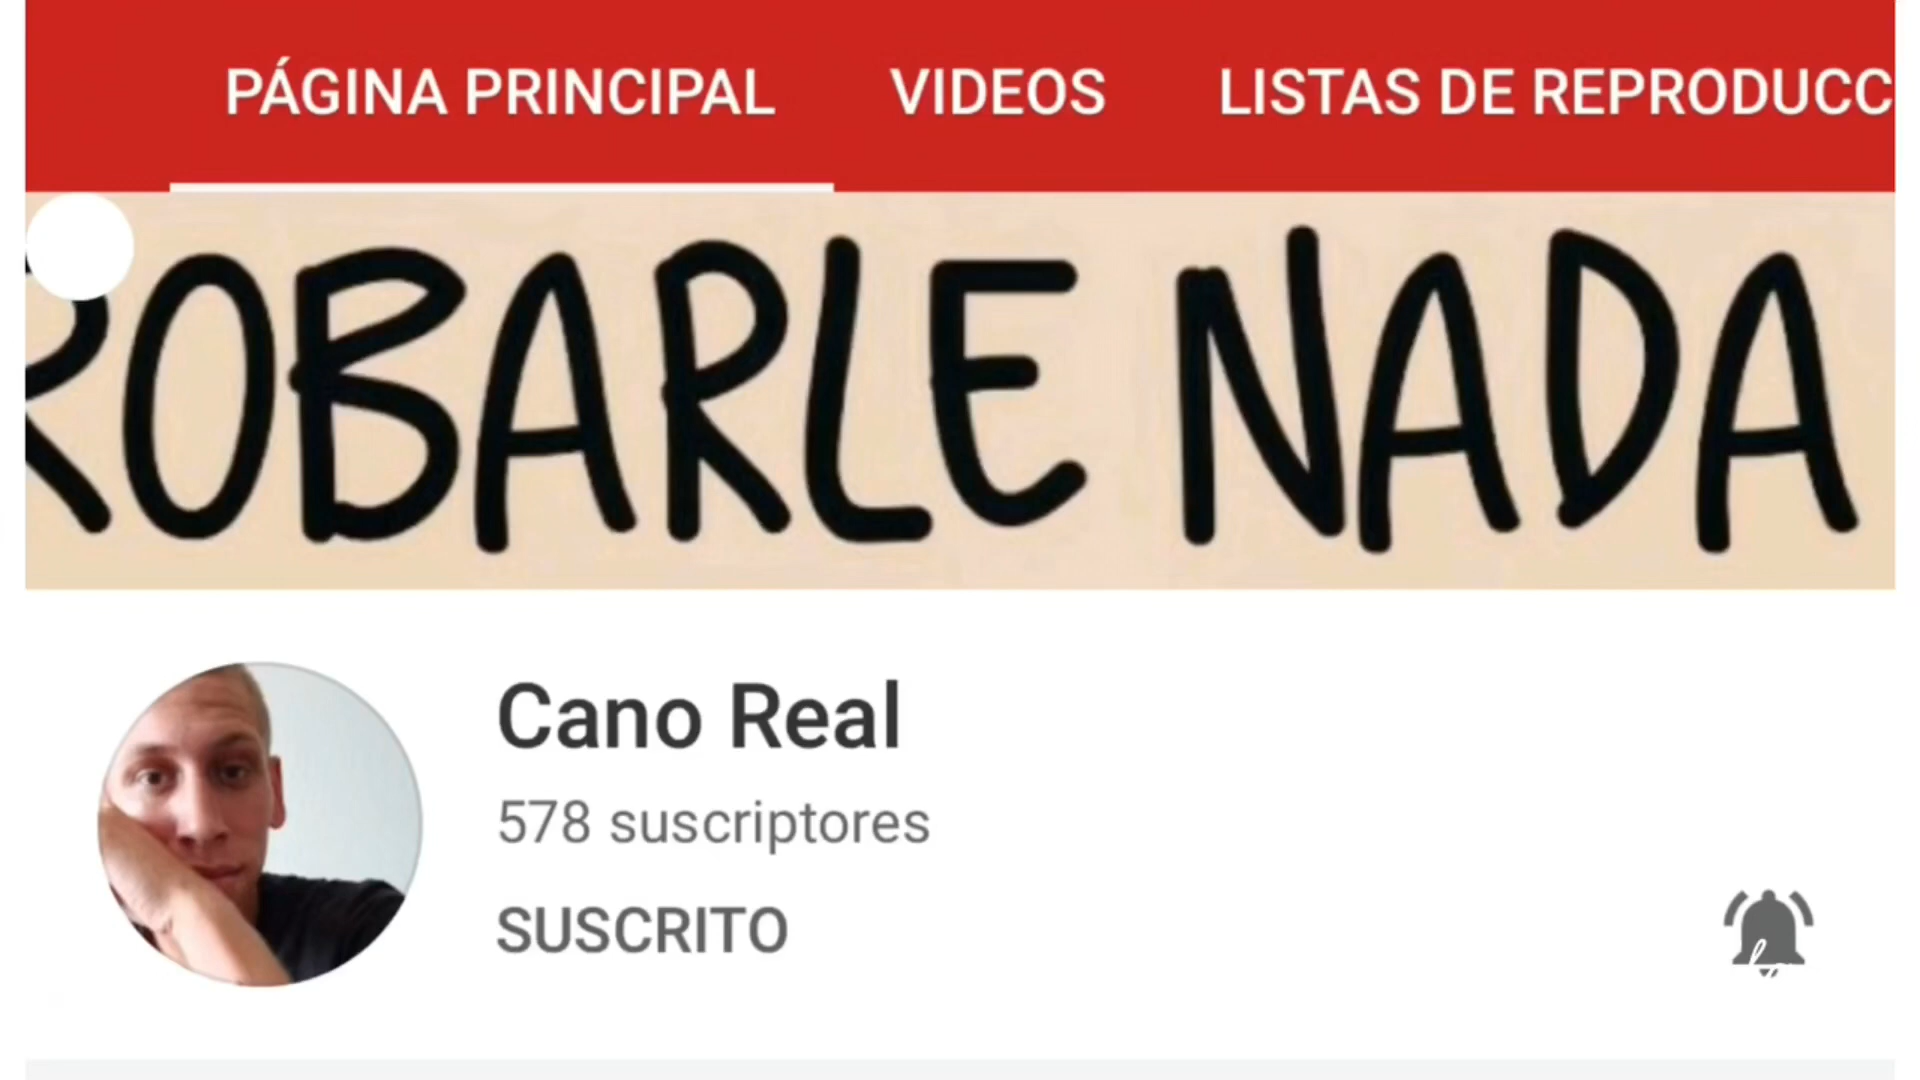 PÁGINA PRINCIPAL VIDEOS LISTAS DE REPRODUCC
ROBARLE NADA
Cano Real
578 suscriptores
SUSCRITO